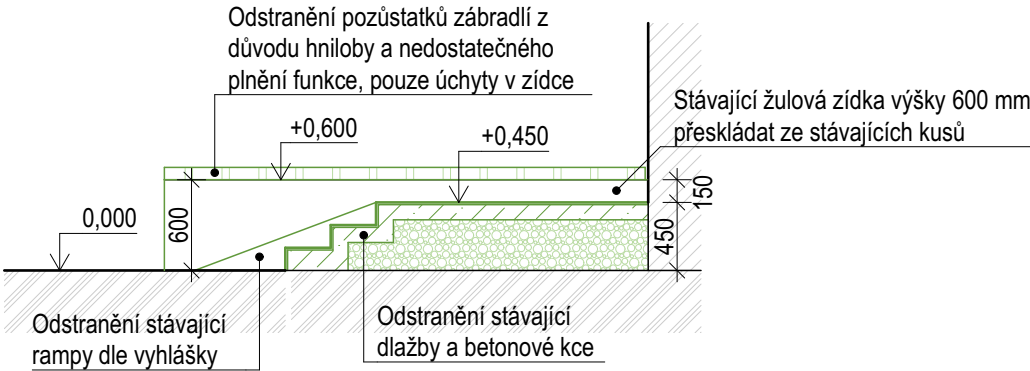 Odstranění pozůstatků zábradlí z
důvodu hniloby a nedostatečného
plnění funkce, pouze úchyty v zídce
Stávající žulová zídka výšky 600 mm
přeskládat ze stávajících kusů
+0,600
+0,450
0,000
600
150
450
Odstranění stávající
rampy dle vyhlášky
Odstranění stávající
dlažby a betonové kce